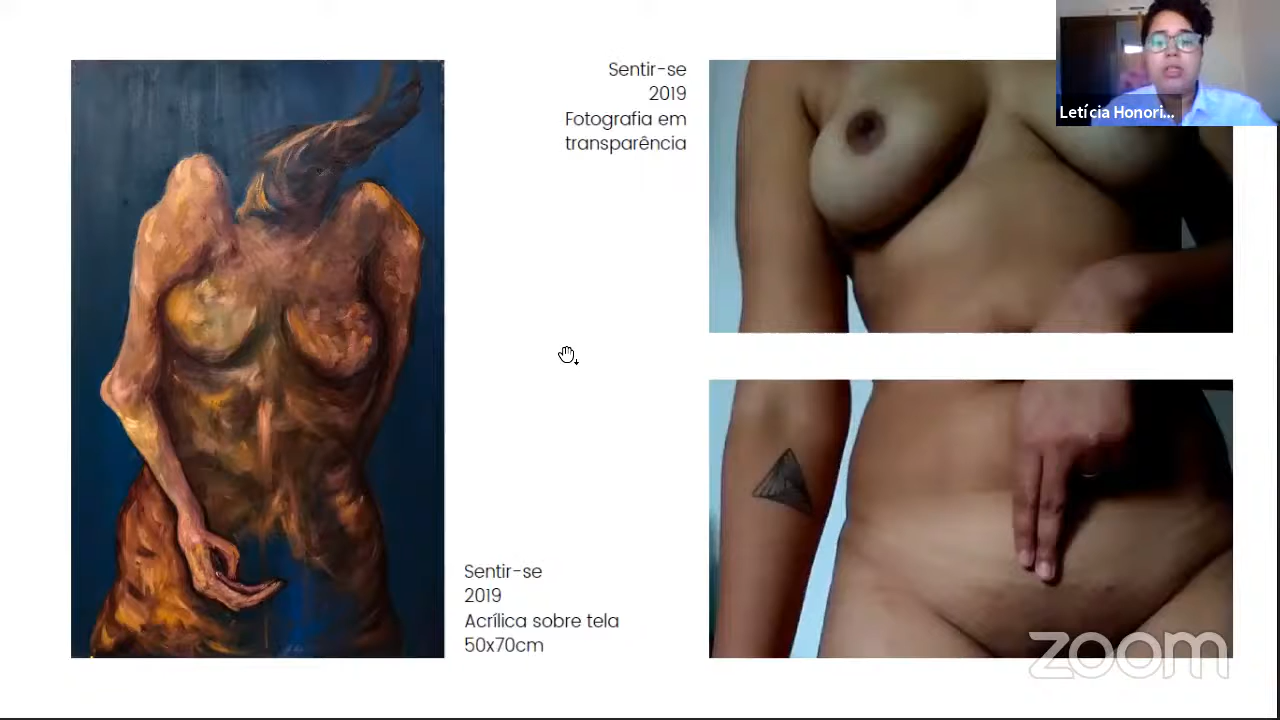 Sentir-se
2019
Fotografia em
transparência
Letícia Honori...
Sentir-se
2019
Acrílica sobre tela
50x70cm
zoom